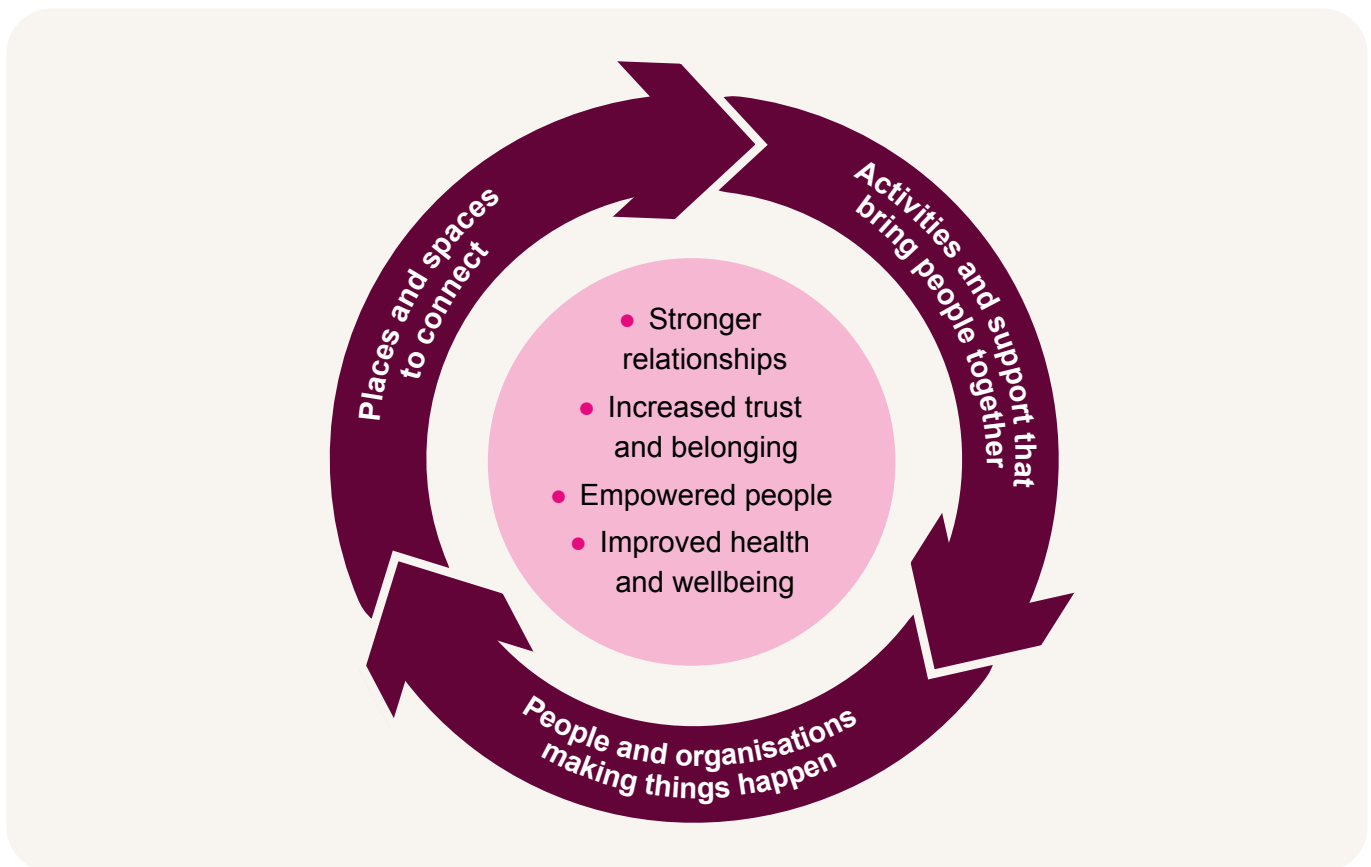 Places and spaces
to connect
Activities and support that
bring people together
• Stronger
relationships
• Increased trust
and belonging
• Empowered people
• Improved health
and wellbeing
People and organisations
making things happen